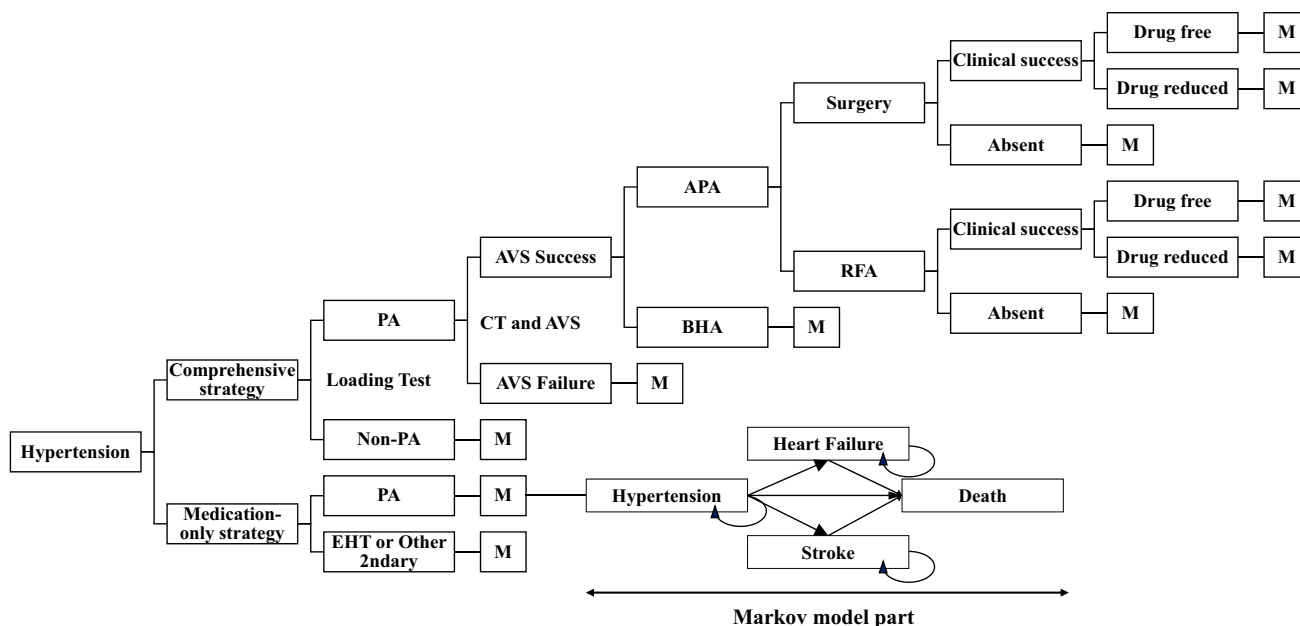 Drug free
M
Clinical success
Drug reduced
M
Surgery
Absent
M
APA
Drug free
M
Clinical success
Drug reduced
M
RFA
Absent
M
AVS Success
CT and AVS
BHA
M
PA
AVS Failure
M
Comprehensive
strategy
Loading Test
Non-PA
M
Hypertension
PA
M
Medication-
only strategy
EHT or Other
2ndary
M
Heart Failure
Hypertension
Death
Stroke
Markov model part